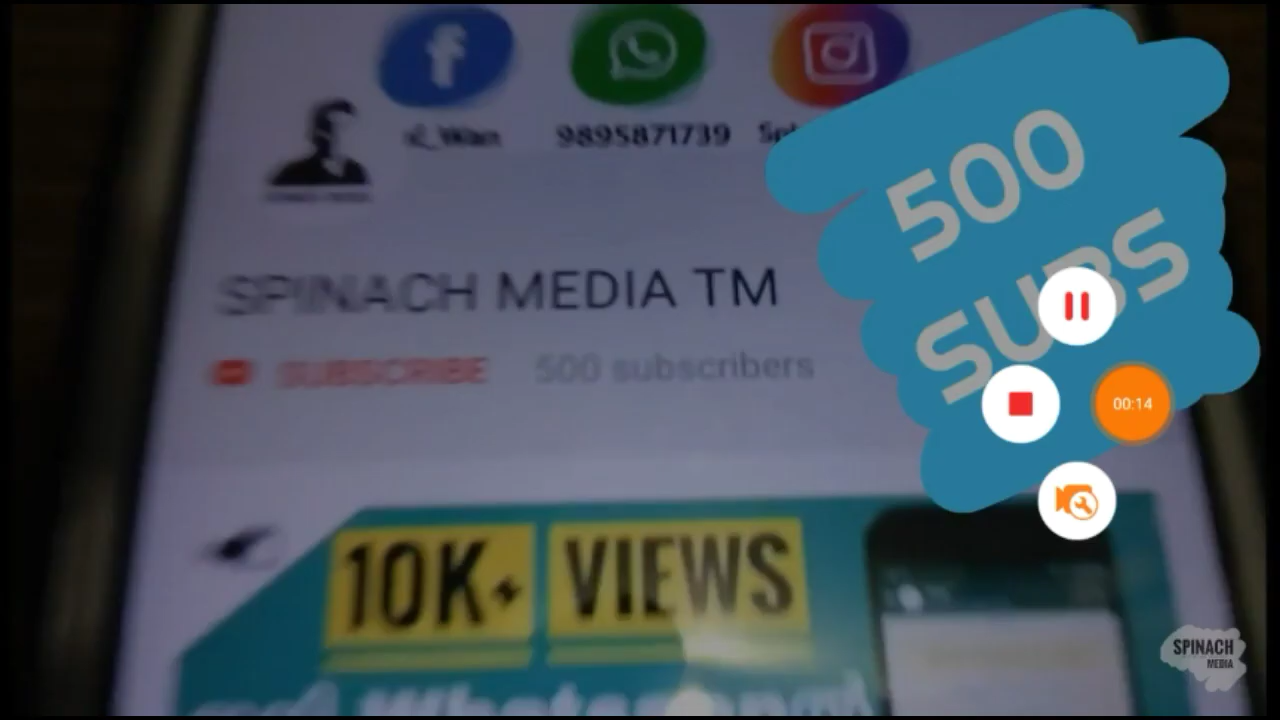 9895871739
500
SUBS
SPINACH MEDIA TM
SUBSCRIBE 500 subscribers
00:14
10K+ VIEWS
SPINACH
MEDIA